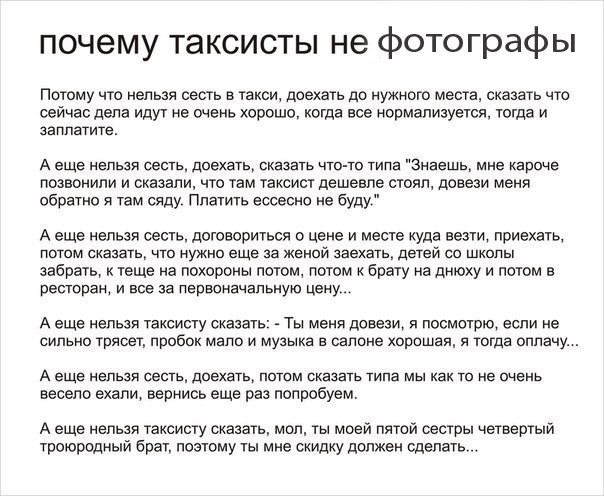 почему таксисты не фотографы
Потому что нельзя сесть в такси, доехать до нужного места, сказать что
сейчас дела идут не очень хорошо, когда все нормализуется, тогда и
заплатите.
А еще нельзя сесть, доехать, сказать что-то типа "Знаешь, мне кароче
позвонили и сказали, что там таксист дешевле стоял, довези меня
обратно я там сяду. Платить ессесно не буду."
А еще нельзя сесть, договориться о цене и месте куда везти, приехать,
потом сказать, что нужно еще за женой заехать, детей со школы
забрать, к теще на похороны потом, потом к брату на днюху и потом в
ресторан, и все за первоначальную цену...
А еще нельзя таксисту сказать: - Ты меня довези, я посмотрю, если не
сильно трясет, пробок мало и музыка в салоне хорошая, я тогда оплачу...
А еще нельзя сесть, доехать, потом сказать типа мы как то не очень
весело ехали, вернись еще раз попробуем.
А еще нельзя таксисту сказать, мол, ты моей пятой сестры четвертый
троюродный брат, поэтому ты мне скидку должен сделать...